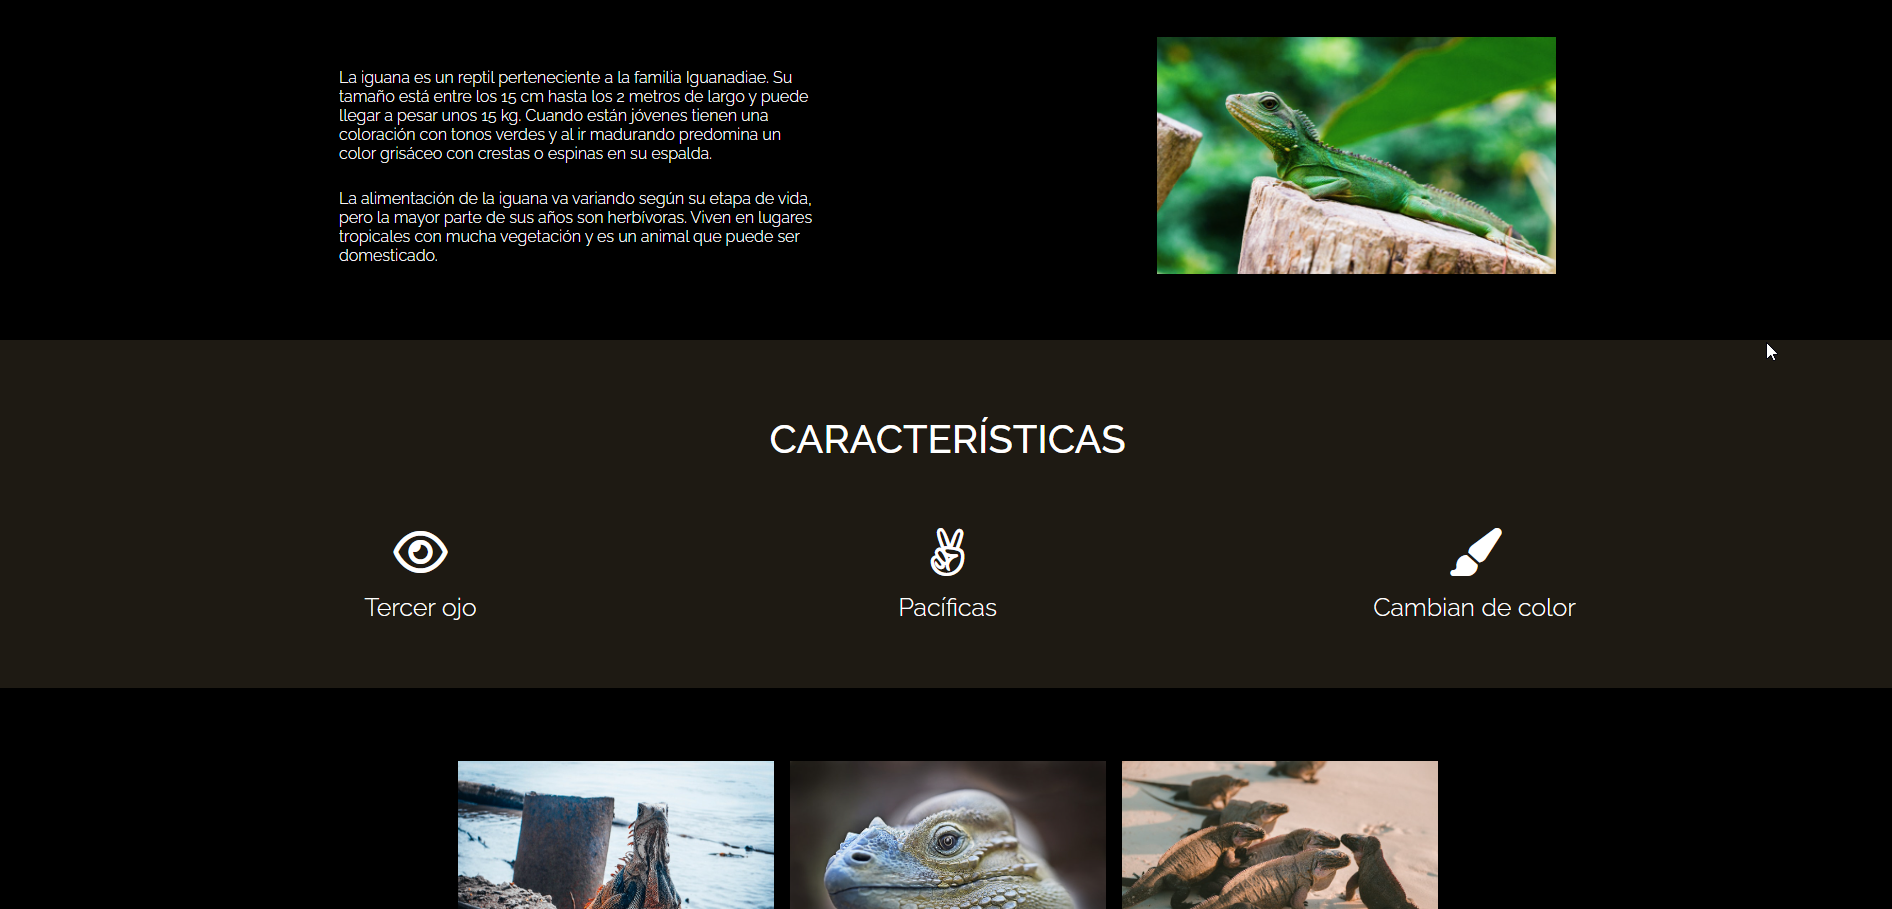 La iguana es un reptil perteneciente a la familia Iguanadiae. Su
tamaño está entre los 15 cm hasta los 2 metros de largo y puede
llegar a pesar unos 15 kg. Cuando están jóvenes tienen una
coloración con tonos verdes y al ir madurando predomina un
color grisáceo con crestas o espinas en su espalda.
La alimentación de la iguana va variando según su etapa de vida,
pero la mayor parte de sus años son herbívoras. Viven en lugares
tropicales con mucha vegetación y es un animal que puede ser
domesticado.
CARACTERÍSTICAS
Tercer ojo
Pacíficas
Cambian de color